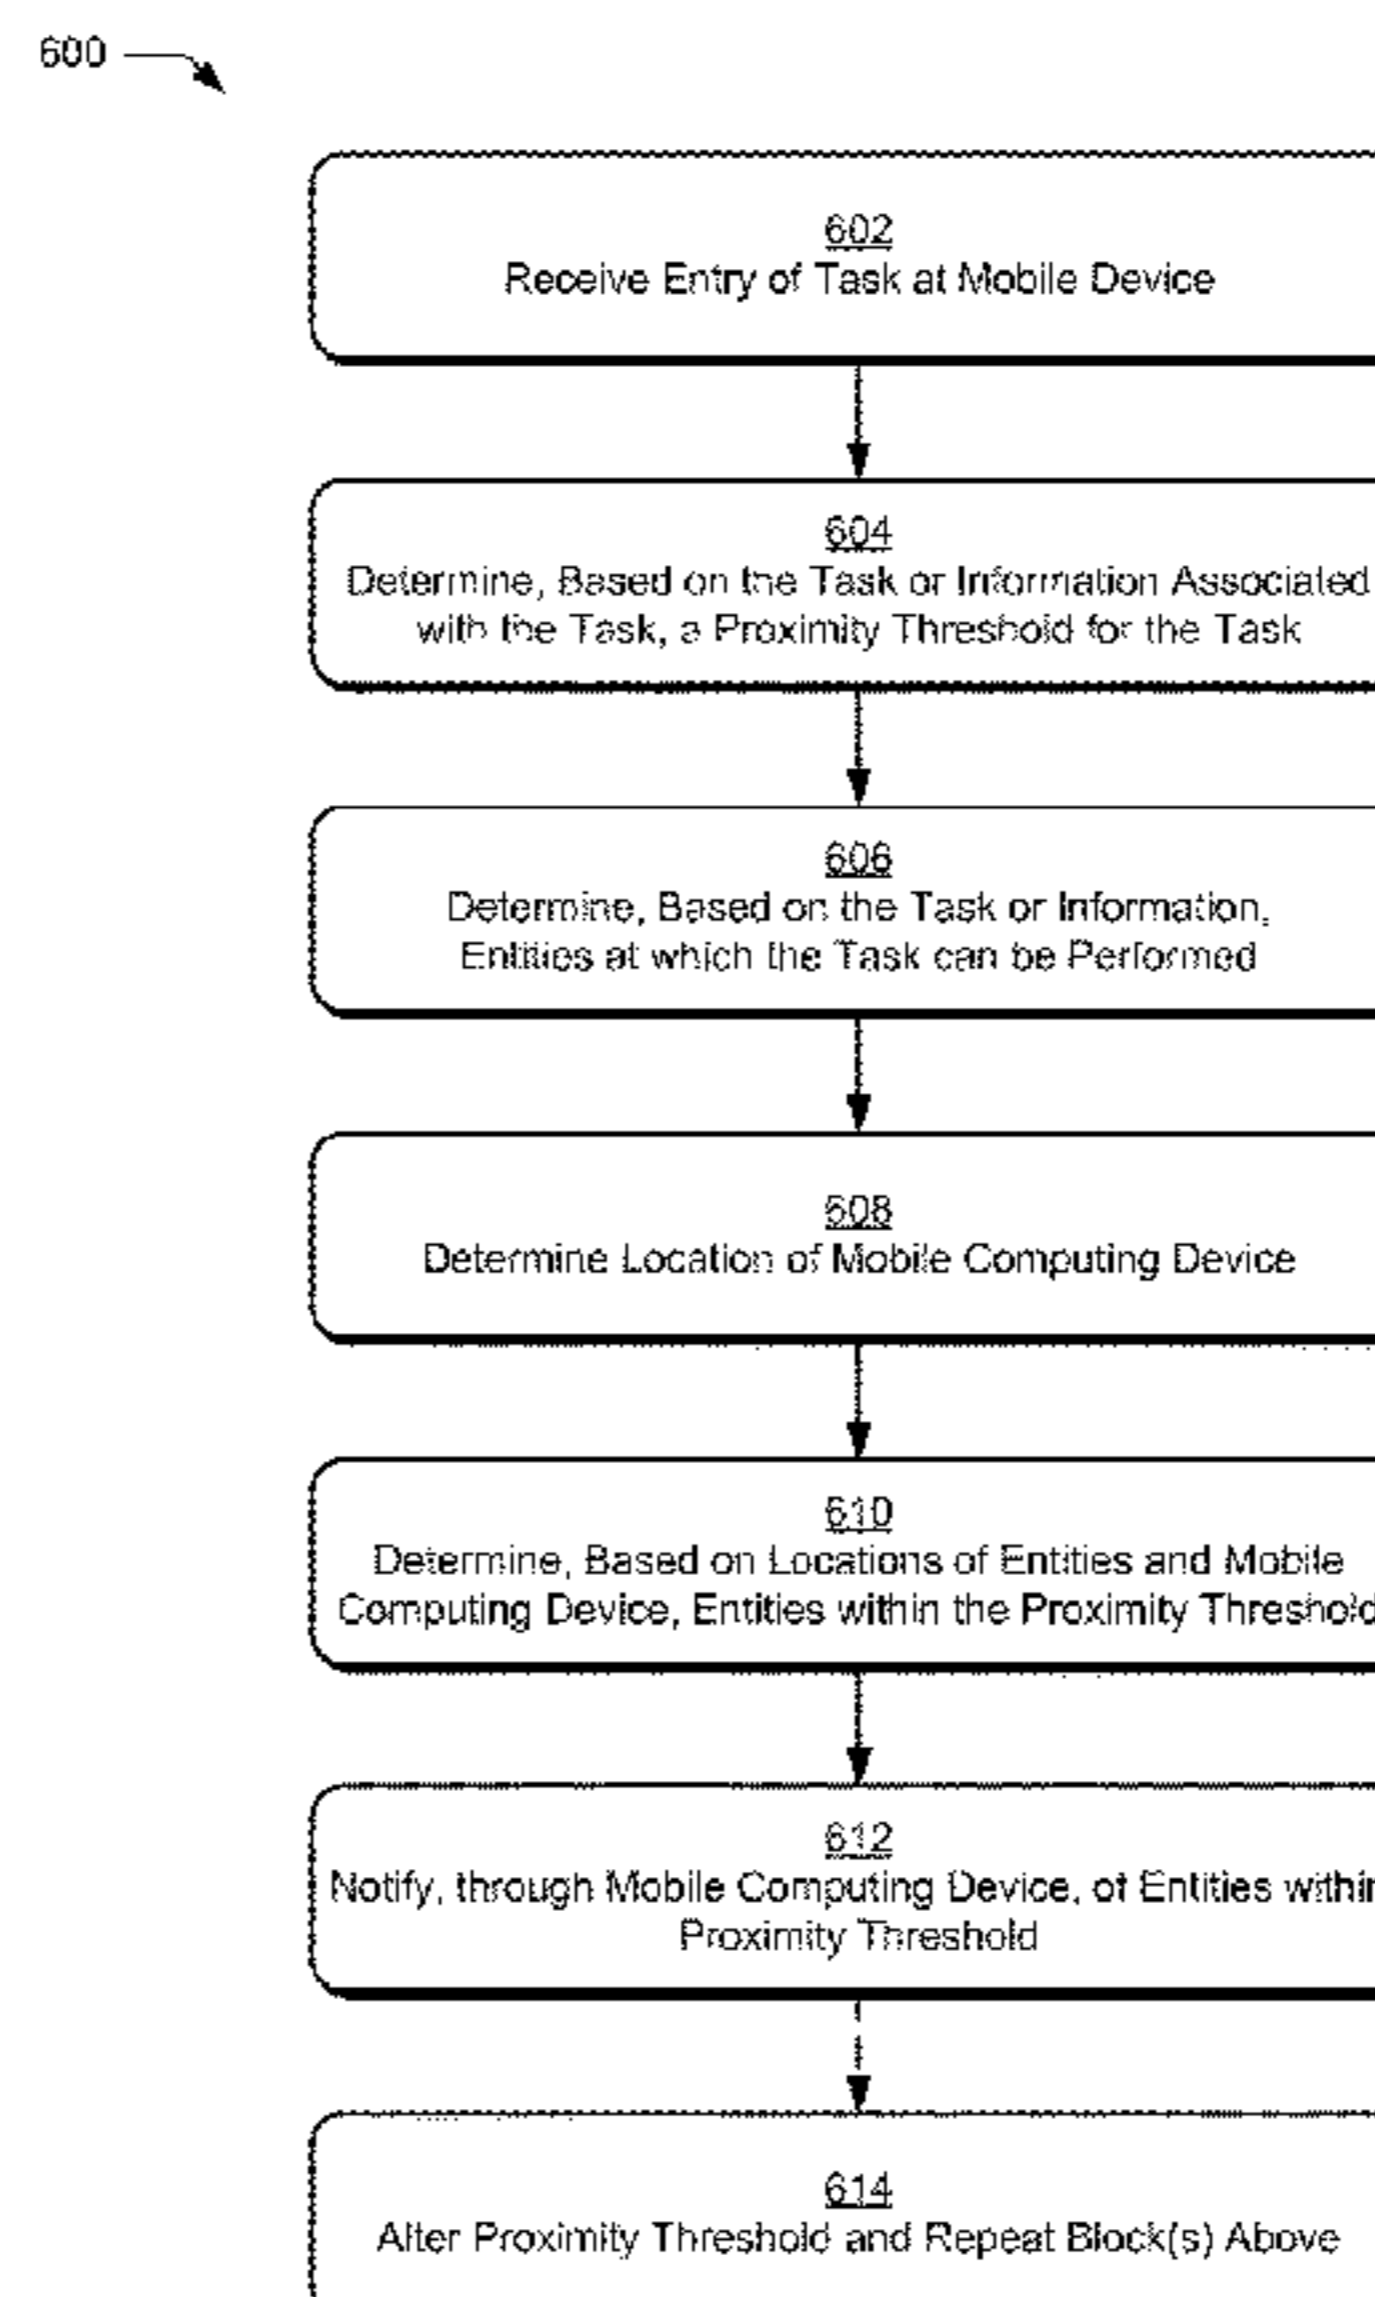 600
602
Receive Entry of Task at Mobile Device
604
Determine, Based on the Task or Information Associated
with the Task, a Proximity Threshold for the Task
606
Determine, Based on the Task or Information,
Entities at which the Task can be Performed
608
Determine Location of Mobile Computing Device
610
Determine, Based on Locations of Entities and Mobile
Computing Device, Entities within the Proximity Threshold
612
Notify, through Mobile Computing Device, of Entities within
Proximity Threshold
614
Alter Proximity Threshold and Repeat Block(s) Above